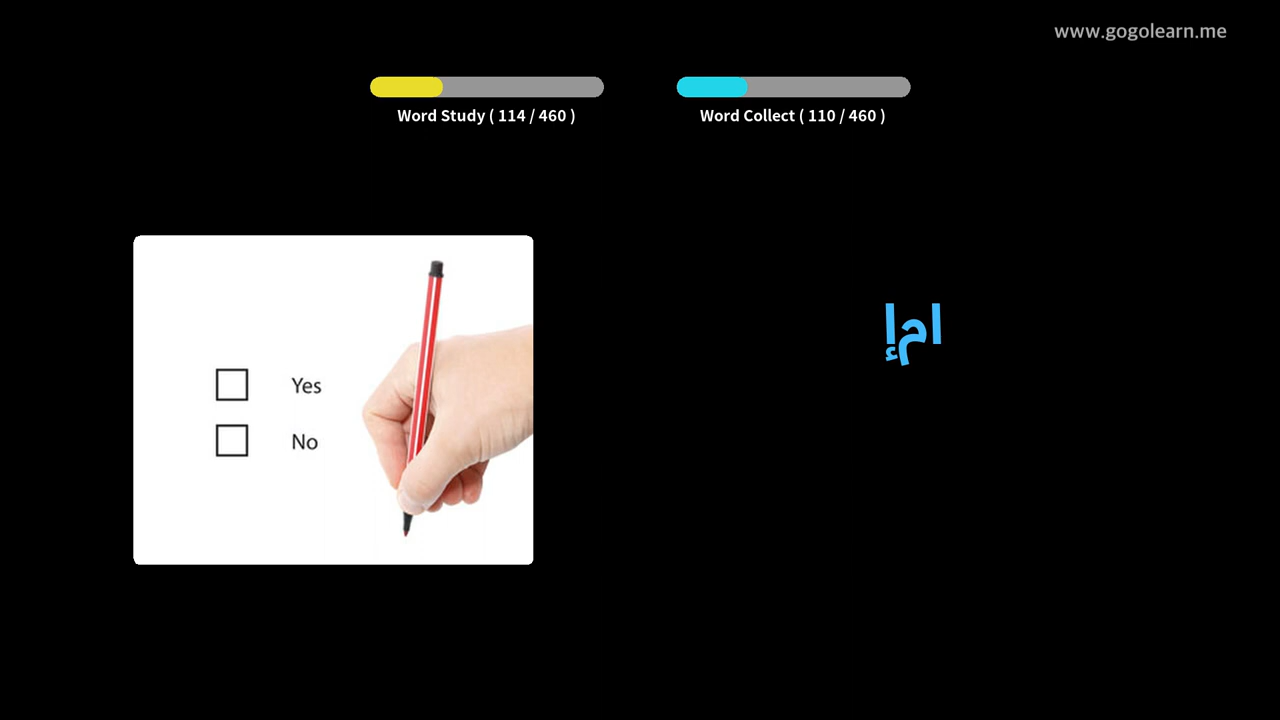 www.gogolearn.me
Word Study ( 114 / 460 )
Word Collect ( 110 / 460 )
إما
Yes
No